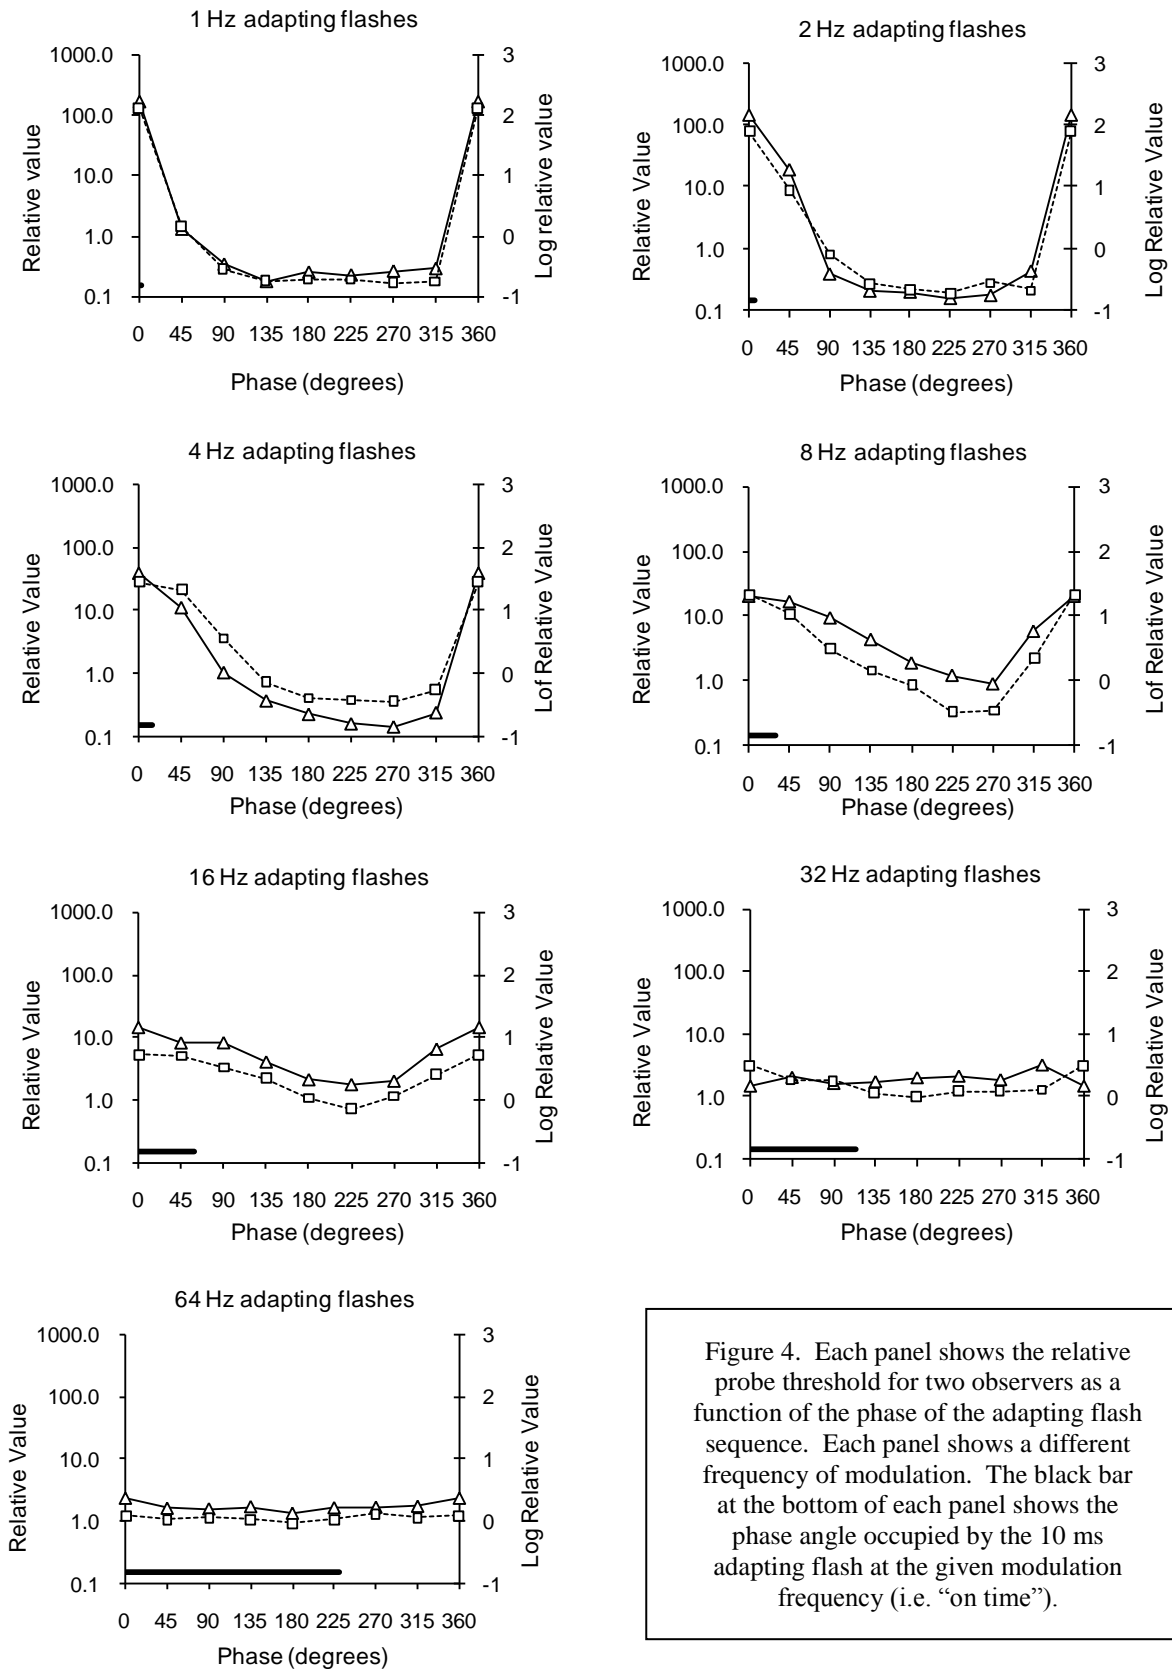 1 Hz adapting flashes
1000.0
100.0
10.0
1.0
0.1
Relative Value
3
2
1
0
-1
Log relative value
0 45 90 135 180 225 270 315 360
Phase (degrees)
2 Hz adapting flashes
1000.0
100.0
10.0
1.0
0.1
Relative Value
3
2
1
0
-1
Log Relative Value
0 45 90 135 180 225 270 315 360
Phase (degrees)
4 Hz adapting flashes
1000.0
100.0
10.0
1.0
0.1
Relative Value
3
2
1
0
-1
Lof Relative Value
0 45 90 135 180 225 270 315 360
Phase (degrees)
8 Hz adapting flashes
1000.0
100.0
10.0
1.0
0.1
Relative Value
3
2
1
0
-1
Log Relative Value
0 45 90 135 180 225 270 315 360
Phase (degrees)
16 Hz adapting flashes
1000.0
100.0
10.0
1.0
0.1
Relative Value
3
2
1
0
-1
Log Relative Value
0 45 90 135 180 225 270 315 360
Phase (degrees)
32 Hz adapting flashes
1000.0
100.0
10.0
1.0
0.1
Relative Value
3
2
1
0
-1
Log Relative Value
0 45 90 135 180 225 270 315 360
Phase (degrees)
64 Hz adapting flashes
1000.0
100.0
10.0
1.0
0.1
Relative Value
3
2
1
0
-1
Log Relative Value
0 45 90 135 180 225 270 315 360
Phase (degrees)
Figure 4. Each panel shows the relative
probe threshold for two observers as a
function of the phase of the adapting flash
sequence. Each panel shows a different
frequency of modulation. The black bar
at the bottom of each panel shows the
phase angle occupied by the 10 ms
adapting flash at the given modulation
frequency (i.e. “on time”).